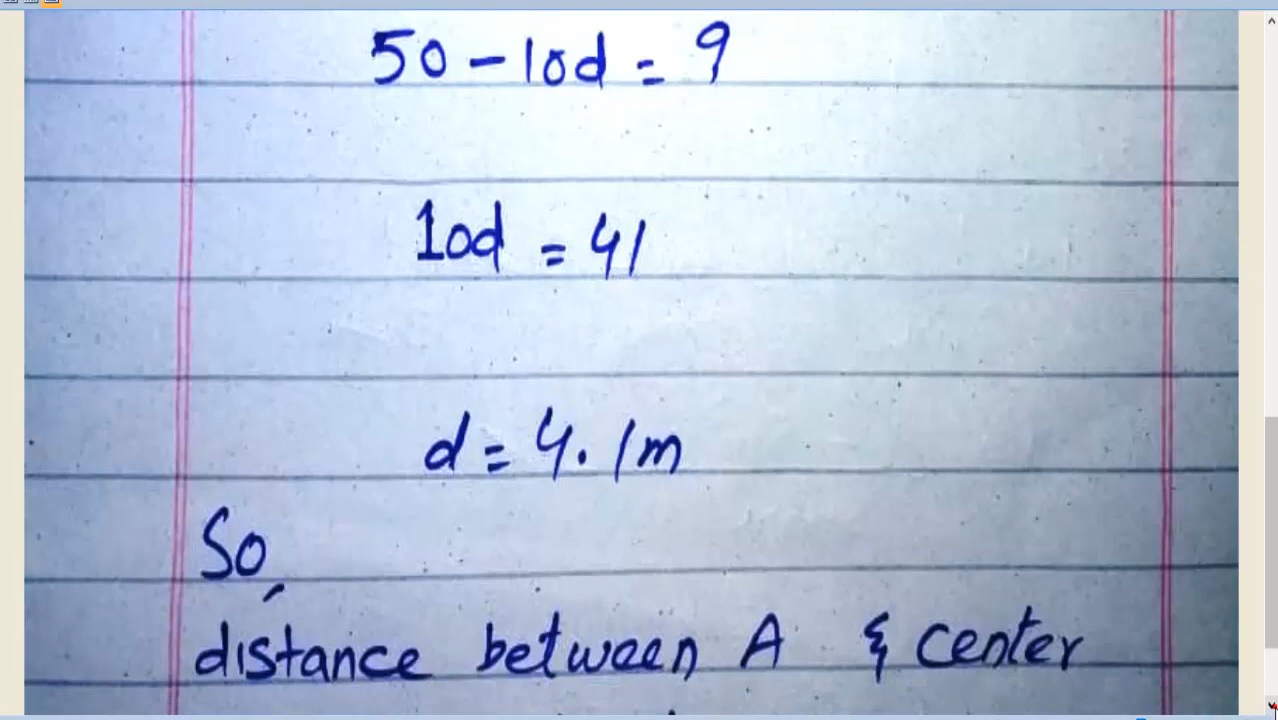 50 - 10d = 9
10d = 41
d = 4.1m
So,
distance between A & center